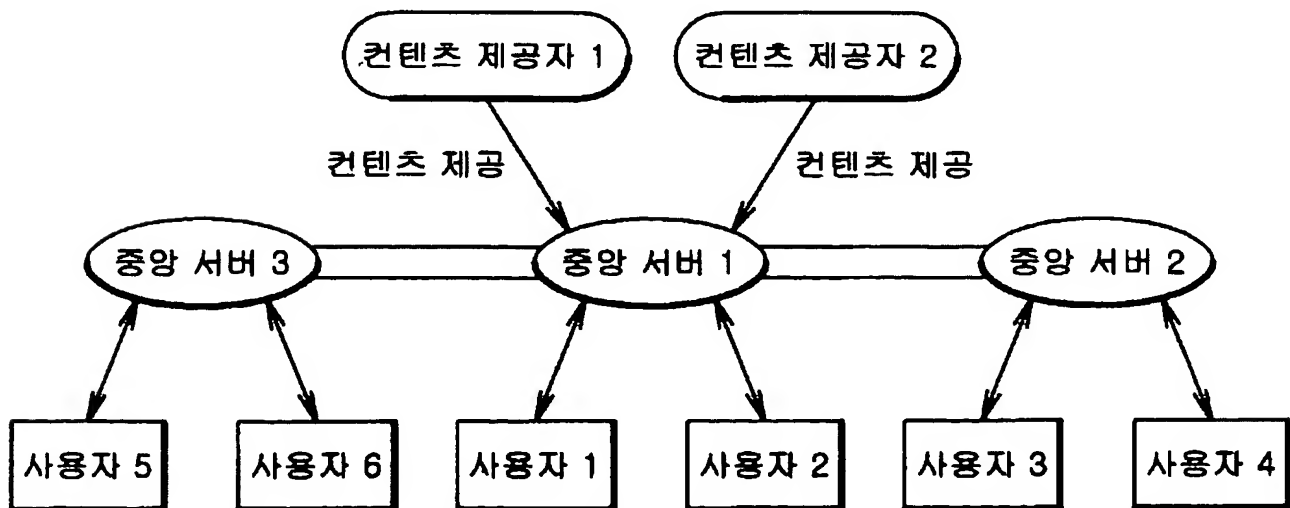 컨텐츠 제공자 1
컨텐츠 제공자 2
컨텐츠 제공
컨텐츠 제공
중앙 서버 3
중앙 서버 1
중앙 서버 2
사용자 5
사용자 6
사용자 1
사용자 2
사용자 3
사용자 4